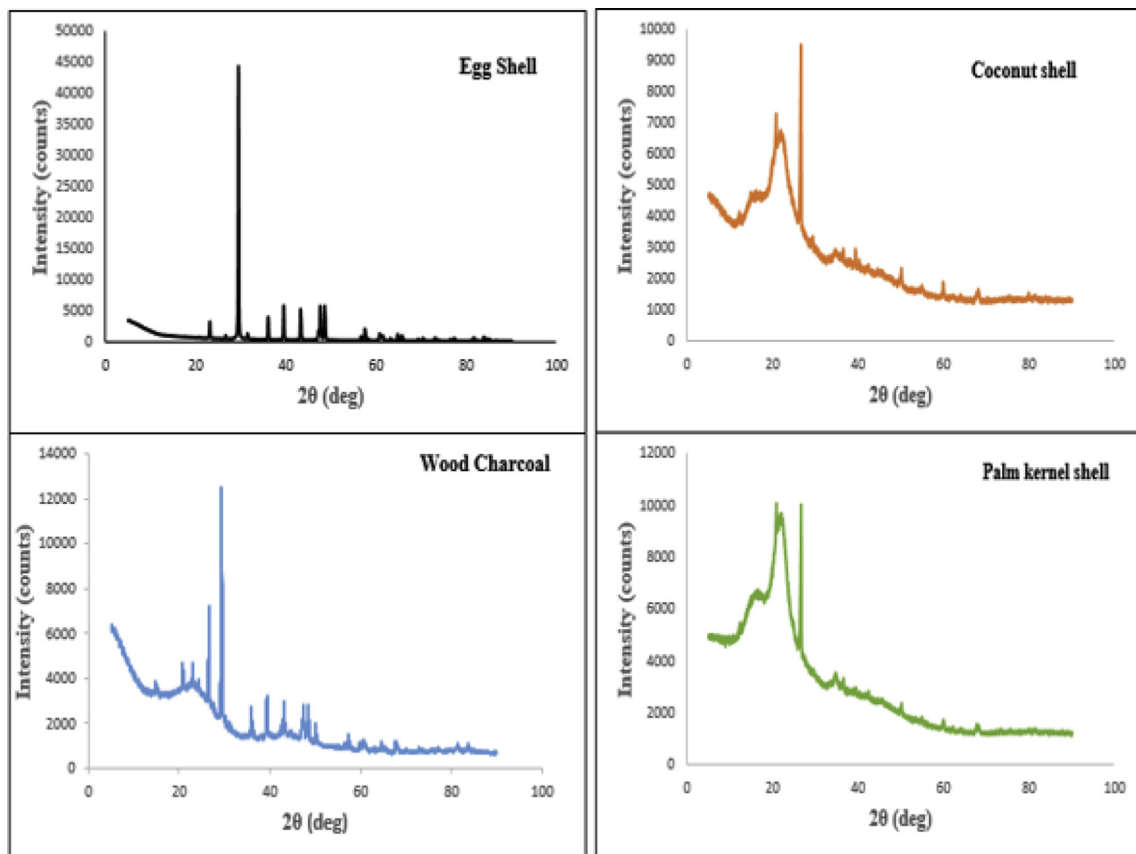 Egg Shell
Intensity (counts)
50000
45000
40000
35000
30000
25000
20000
15000
10000
5000
0
0 20 40 60 80 100
2θ (deg)
Coconut shell
Intensity (counts)
10000
9000
8000
7000
6000
5000
4000
3000
2000
1000
0
0 20 40 60 80 100
2θ (deg)
Wood Charcoal
Intensity (counts)
14000
12000
10000
8000
6000
4000
2000
0
0 20 40 60 80 100
2θ (deg)
Palm kernel shell
Intensity (counts)
12000
10000
8000
6000
4000
2000
0
0 20 40 60 80 100
2θ (deg)